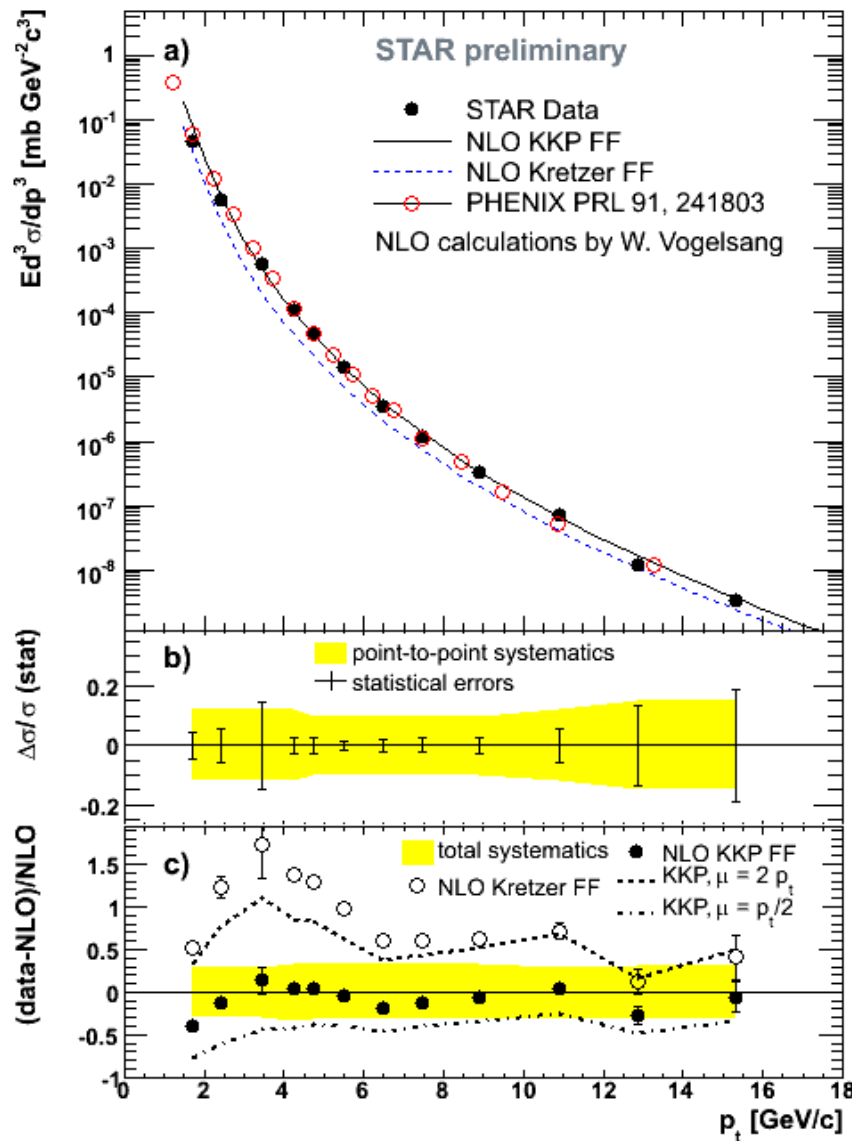 a)
STAR preliminary
STAR Data
NLO KKP FF
NLO Kretzer FF
PHENIX PRL 91, 241803
NLO calculations by W. Vogelsang
Ed³ σ/dp³ [mb GeV⁻²c³]
1
10⁻¹
10⁻²
10⁻³
10⁻⁴
10⁻⁵
10⁻⁶
10⁻⁷
10⁻⁸
b)
point-to-point systematics
statistical errors
Δσ/σ (stat)
0.2
0
-0.2
c)
total systematics
NLO Kretzer FF
NLO KKP FF
KKP, μ = 2 pₜ
KKP, μ = pₜ/2
(data-NLO)/NLO
1.5
1
0.5
0
-0.5
-1
0 2 4 6 8 10 12 14 16 18
pₜ [GeV/c]